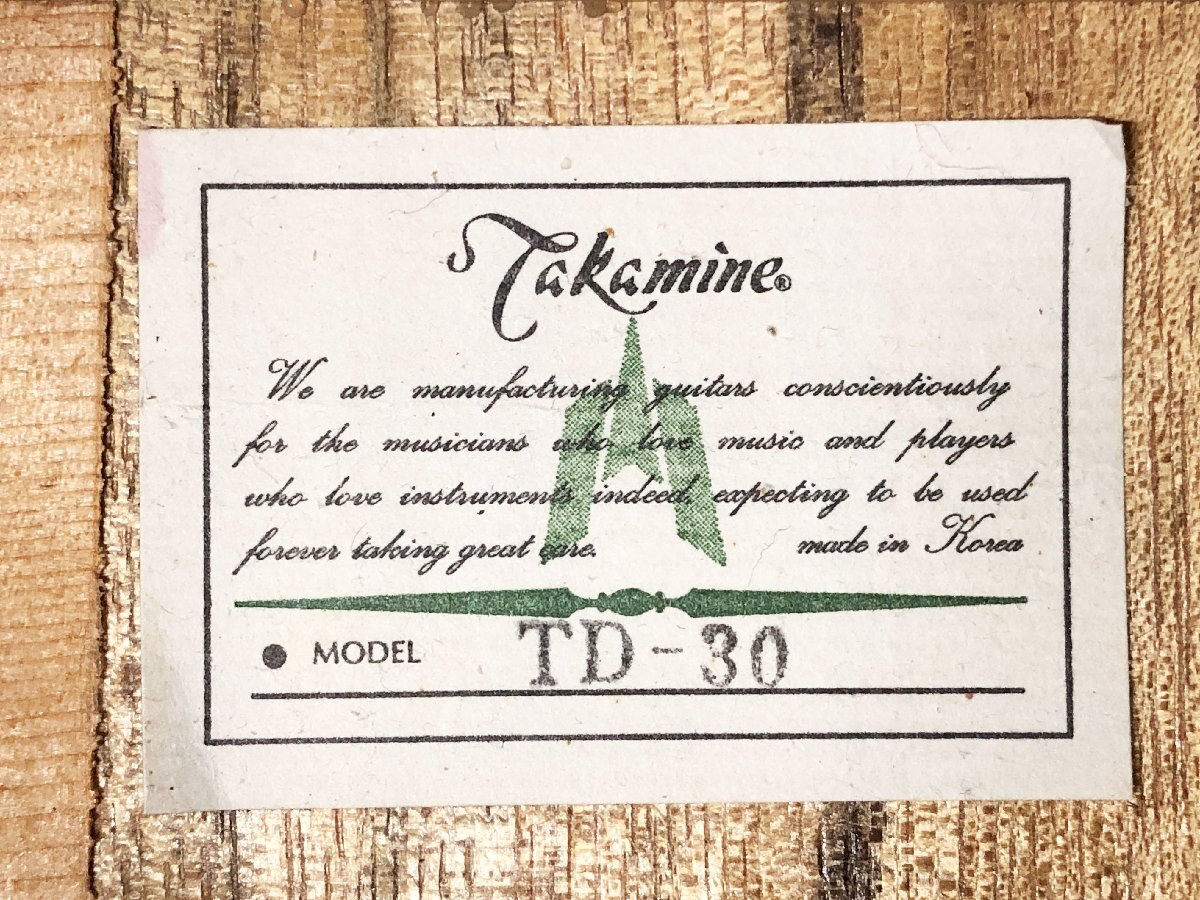 Takamine®
We are manufacturing guitars conscientiously
for the musicians who love music and players
who love instruments indeed, expecting to be used
forever taking great care. made in Korea
● MODEL TD-30